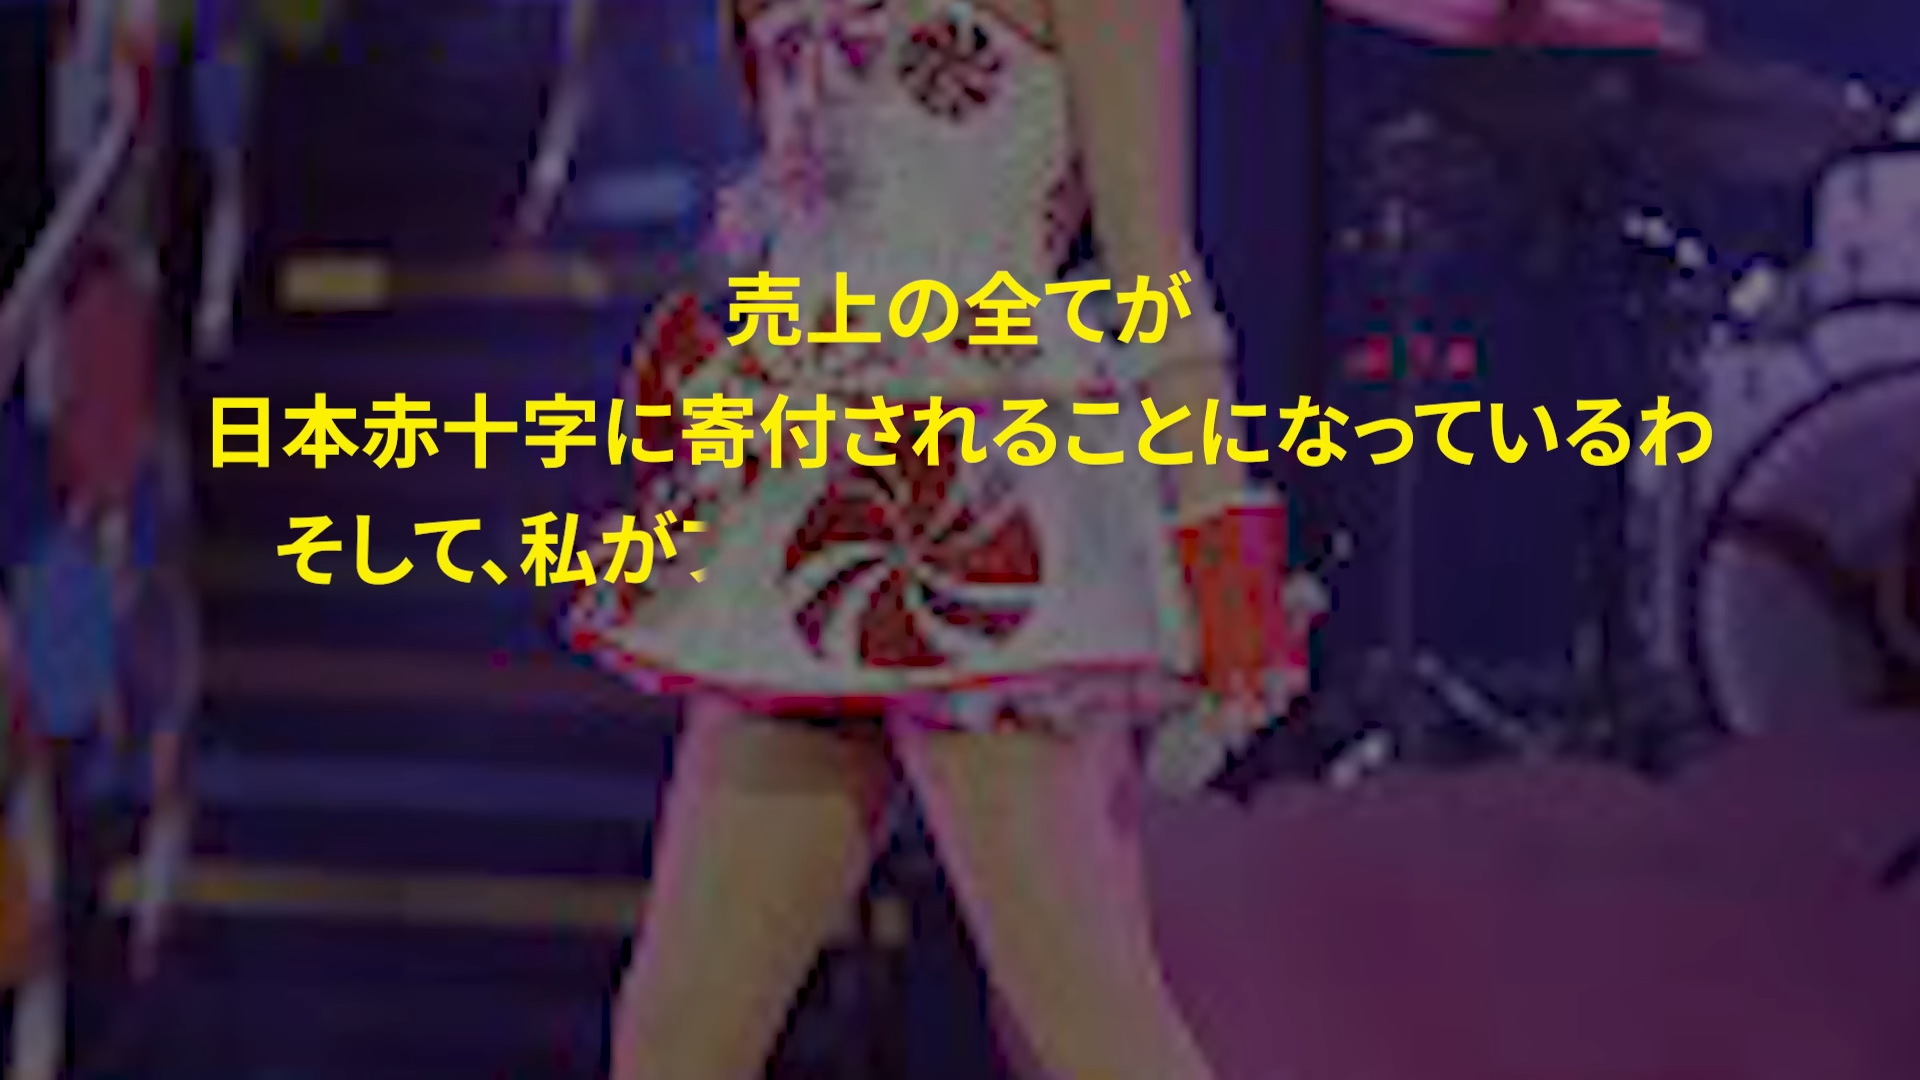 売上の全てが
日本赤十字に寄付されることになっているわ
そして、私が